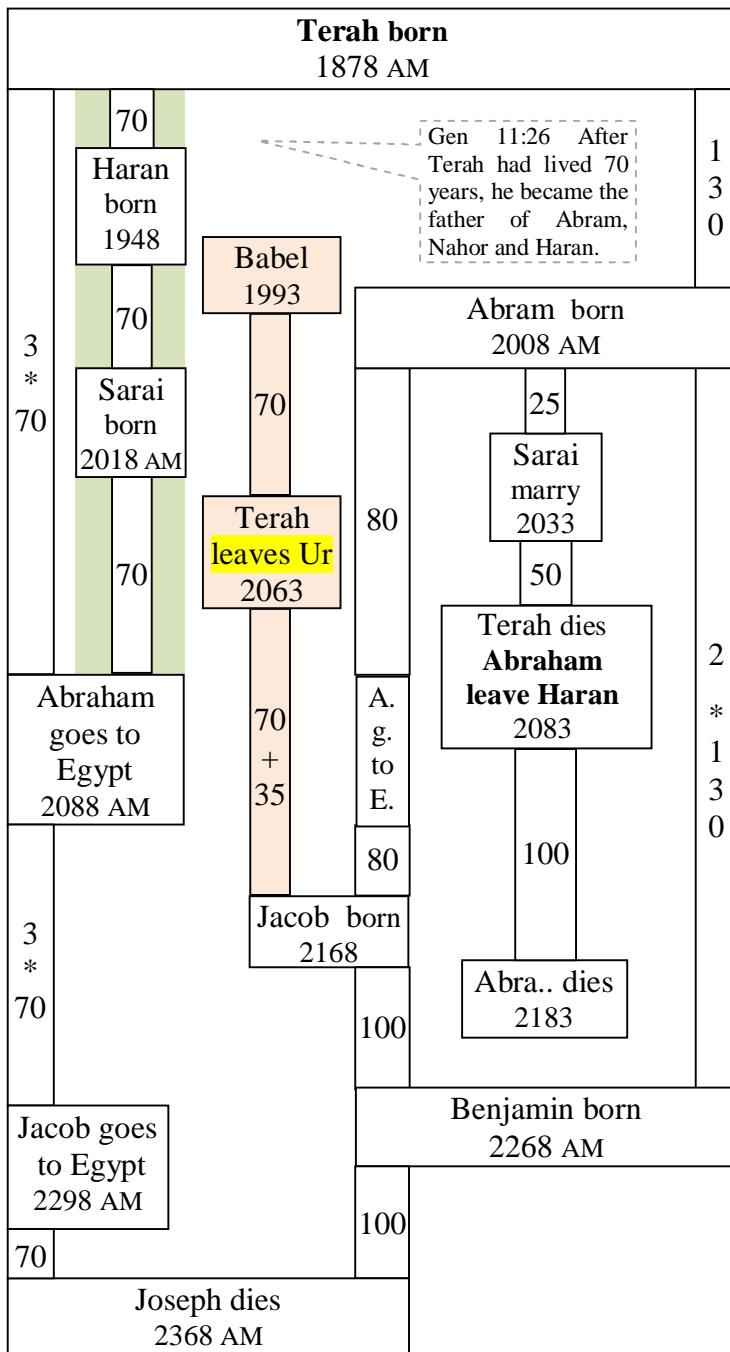 Terah born
1878 AM
70
Haran
born
1948
Gen 11:26 After
Terah had lived 70
years, he became the
father of Abram,
Nahor and Haran.
1
3
0
Babel
1993
Abram born
2008 AM
3
*
70
70
Sarai
born
2018 AM
70
25
Sarai
marry
2033
80
70
Terah
leaves Ur
2063
50
Terah dies
Abraham
leave Haran
2083
2
*
1
3
0
Abraham
goes to
Egypt
2088 AM
70
+
35
A.
g.
to
E.
80
100
Jacob born
2168
3
*
70
100
Abra.. dies
2183
Benjamin born
2268 AM
Jacob goes
to Egypt
2298 AM
100
70
Joseph dies
2368 AM